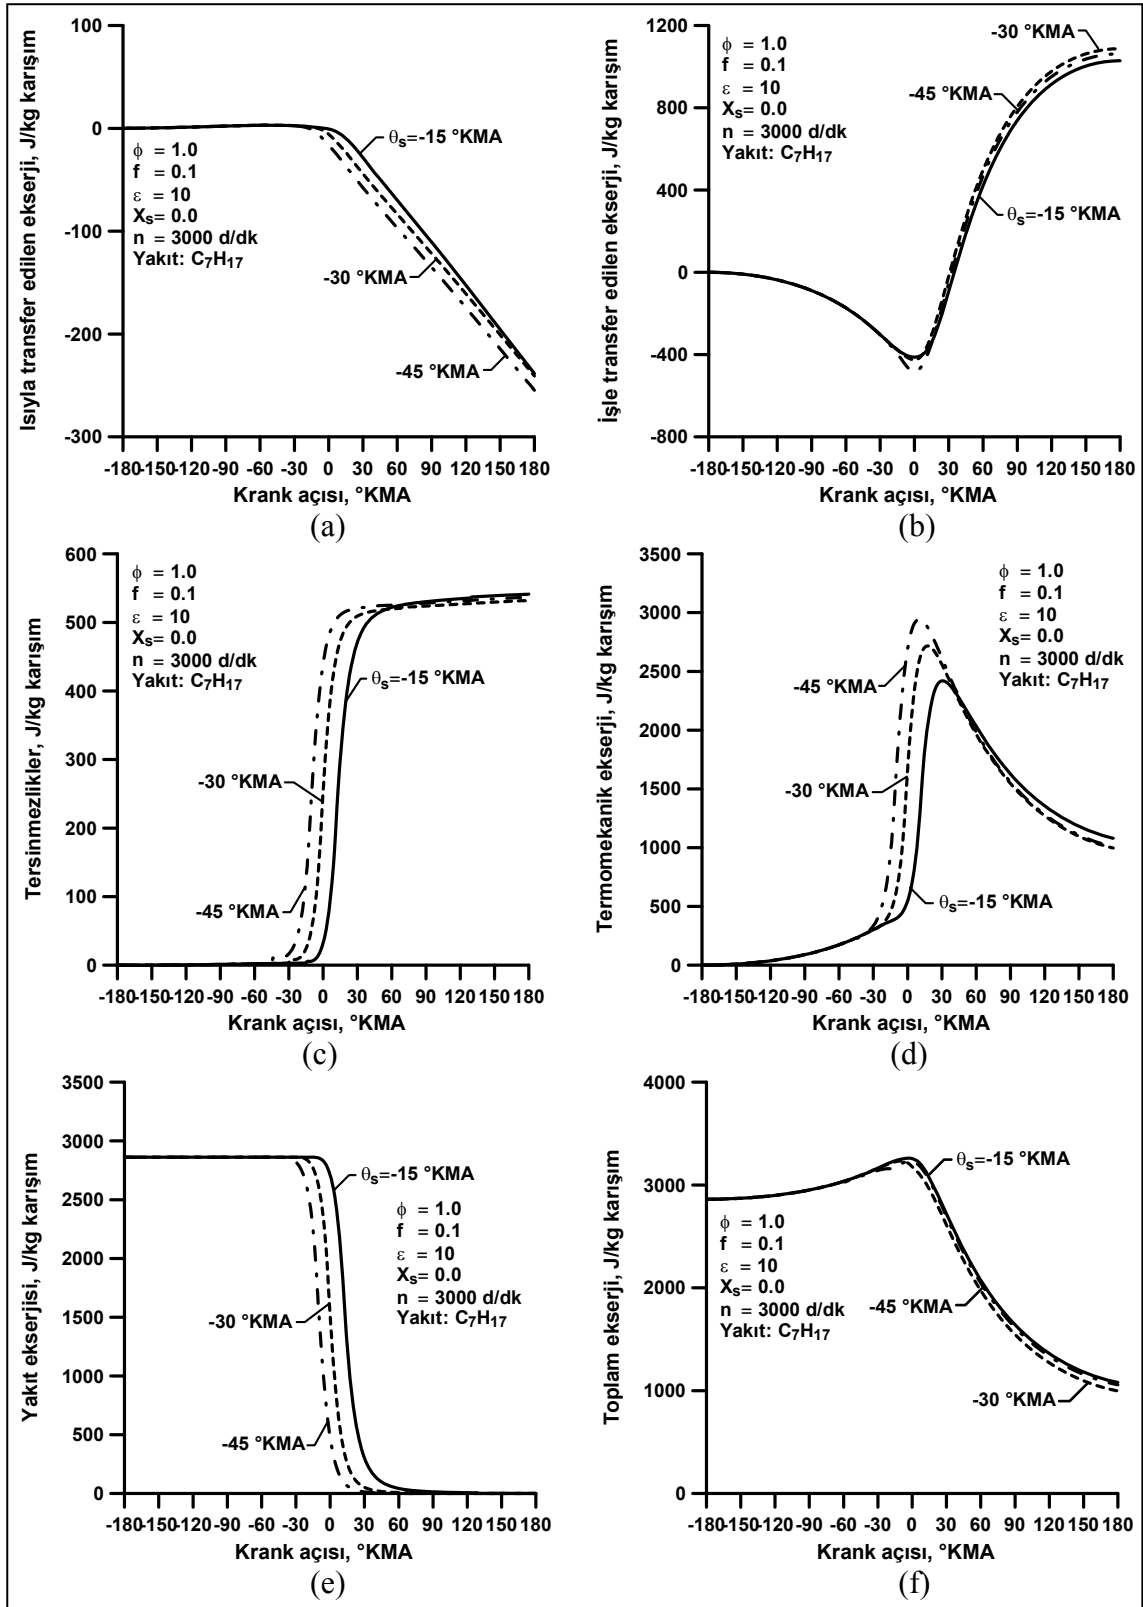 Isıyla transfer edilen ekserji, J/kg karışım
100
0
-100
-200
-300
ϕ = 1.0
f = 0.1
ε = 10
Xs= 0.0
n = 3000 d/dk
Yakıt: C7H17
θs=-15 °KMA
-30 °KMA
-45 °KMA
-180-150-120-90 -60 -30 0 30 60 90 120 150 180
Krank açısı, °KMA
(a)
İşle transfer edilen ekserji, J/kg karışım
1200
800
400
0
-400
-800
ϕ = 1.0
f = 0.1
ε = 10
Xs= 0.0
n = 3000 d/dk
Yakıt: C7H17
-30 °KMA
-45 °KMA
θs=-15 °KMA
-180-150-120-90 -60 -30 0 30 60 90 120 150 180
Krank açısı, °KMA
(b)
Tersinmezlikler, J/kg karışım
600
500
400
300
200
100
0
ϕ = 1.0
f = 0.1
ε = 10
Xs= 0.0
n = 3000 d/dk
Yakıt: C7H17
θs=-15 °KMA
-30 °KMA
-45 °KMA
-180-150-120-90 -60 -30 0 30 60 90 120 150 180
Krank açısı, °KMA
(c)
Termomekanik ekserji, J/kg karışım
3500
3000
2500
2000
1500
1000
500
0
ϕ = 1.0
f = 0.1
ε = 10
Xs= 0.0
n = 3000 d/dk
Yakıt: C7H17
-45 °KMA
-30 °KMA
θs=-15 °KMA
-180-150-120-90 -60 -30 0 30 60 90 120 150 180
Krank açısı, °KMA
(d)
Yakıt ekserjisi, J/kg karışım
3500
3000
2500
2000
1500
1000
500
0
θs=-15 °KMA
ϕ = 1.0
f = 0.1
ε = 10
Xs= 0.0
n = 3000 d/dk
Yakıt: C7H17
-30 °KMA
-45 °KMA
-180-150-120-90 -60 -30 0 30 60 90 120 150 180
Krank açısı, °KMA
(e)
Toplam ekserji, J/kg karışım
4000
3000
2000
1000
0
θs=-15 °KMA
ϕ = 1.0
f = 0.1
ε = 10
Xs= 0.0
n = 3000 d/dk
Yakıt: C7H17
-45 °KMA
-30 °KMA
-180-150-120-90 -60 -30 0 30 60 90 120 150 180
Krank açısı, °KMA
(f)